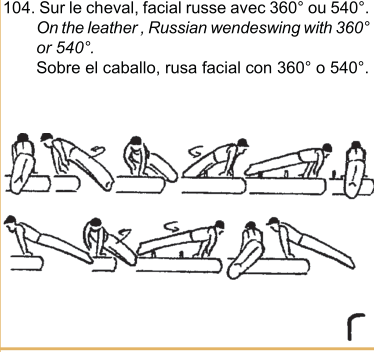 104. Sur le cheval, facial russe avec 360° ou 540°.
On the leather , Russian wendeswing with 360°
or 540°.
Sobre el caballo, rusa facial con 360° o 540°.